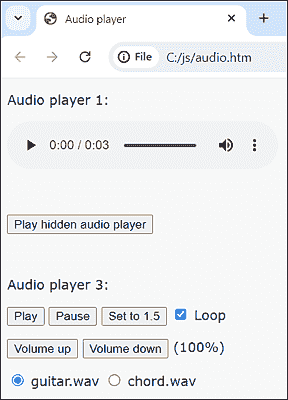 Audio player
File C:/js/audio.htm
Audio player 1:
0:00 / 0:03
Play hidden audio player
Audio player 3:
Play Pause Set to 1.5 Loop
Volume up Volume down (100%)
guitar.wav chord.wav